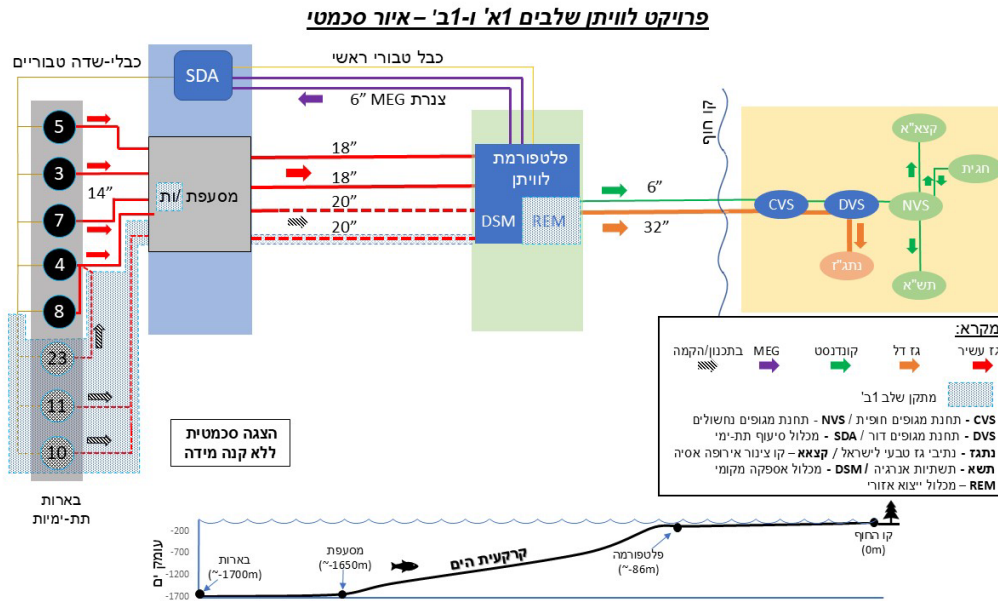 פרויקט לוויתן שלבים 1א' ו-1ב' – איור סכמטי
כבלי-שדה טבוריים
SDA
כבל טבורי ראשי
צנרת MEG 6”
קו חוף
5
3
14”
7
4
8
23
11
10
מסעפת /ות
18”
18”
20”
20”
פלטפורמת
לוויתן
DSM
REM
6”
32”
CVS
DVS
NVS
קצא"א
חגית
תש"א
נתג"ז
בארות
תת-ימיות
הצגה סכמטית
ללא קנה מידה
מקרא:
גז עשיר
גז דל
קונדנסט
MEG
בתכנון/הקמה
מתקן שלב 1ב'
CVS - תחנת מגופים חופית / NVS - תחנת מגופים נחשולים
DVS - תחנת מגופים דור / SDA - מכלול סיעוף תת-ימי
נתגז - נתיבי גז טבעי לישראל / קצאא – קו צינור אירופה אסיה
תשא - תשתיות אנרגיה / DSM - מכלול אספקה מקומי
REM – מכלול ייצוא אזורי
עומק ים
-200
-700
-1200
-1700
בארות
(~-1700m)
מסעפת
(~-1650m)
קרקעית הים
פלטפורמה
(~-86m)
קו החוף
(0m)